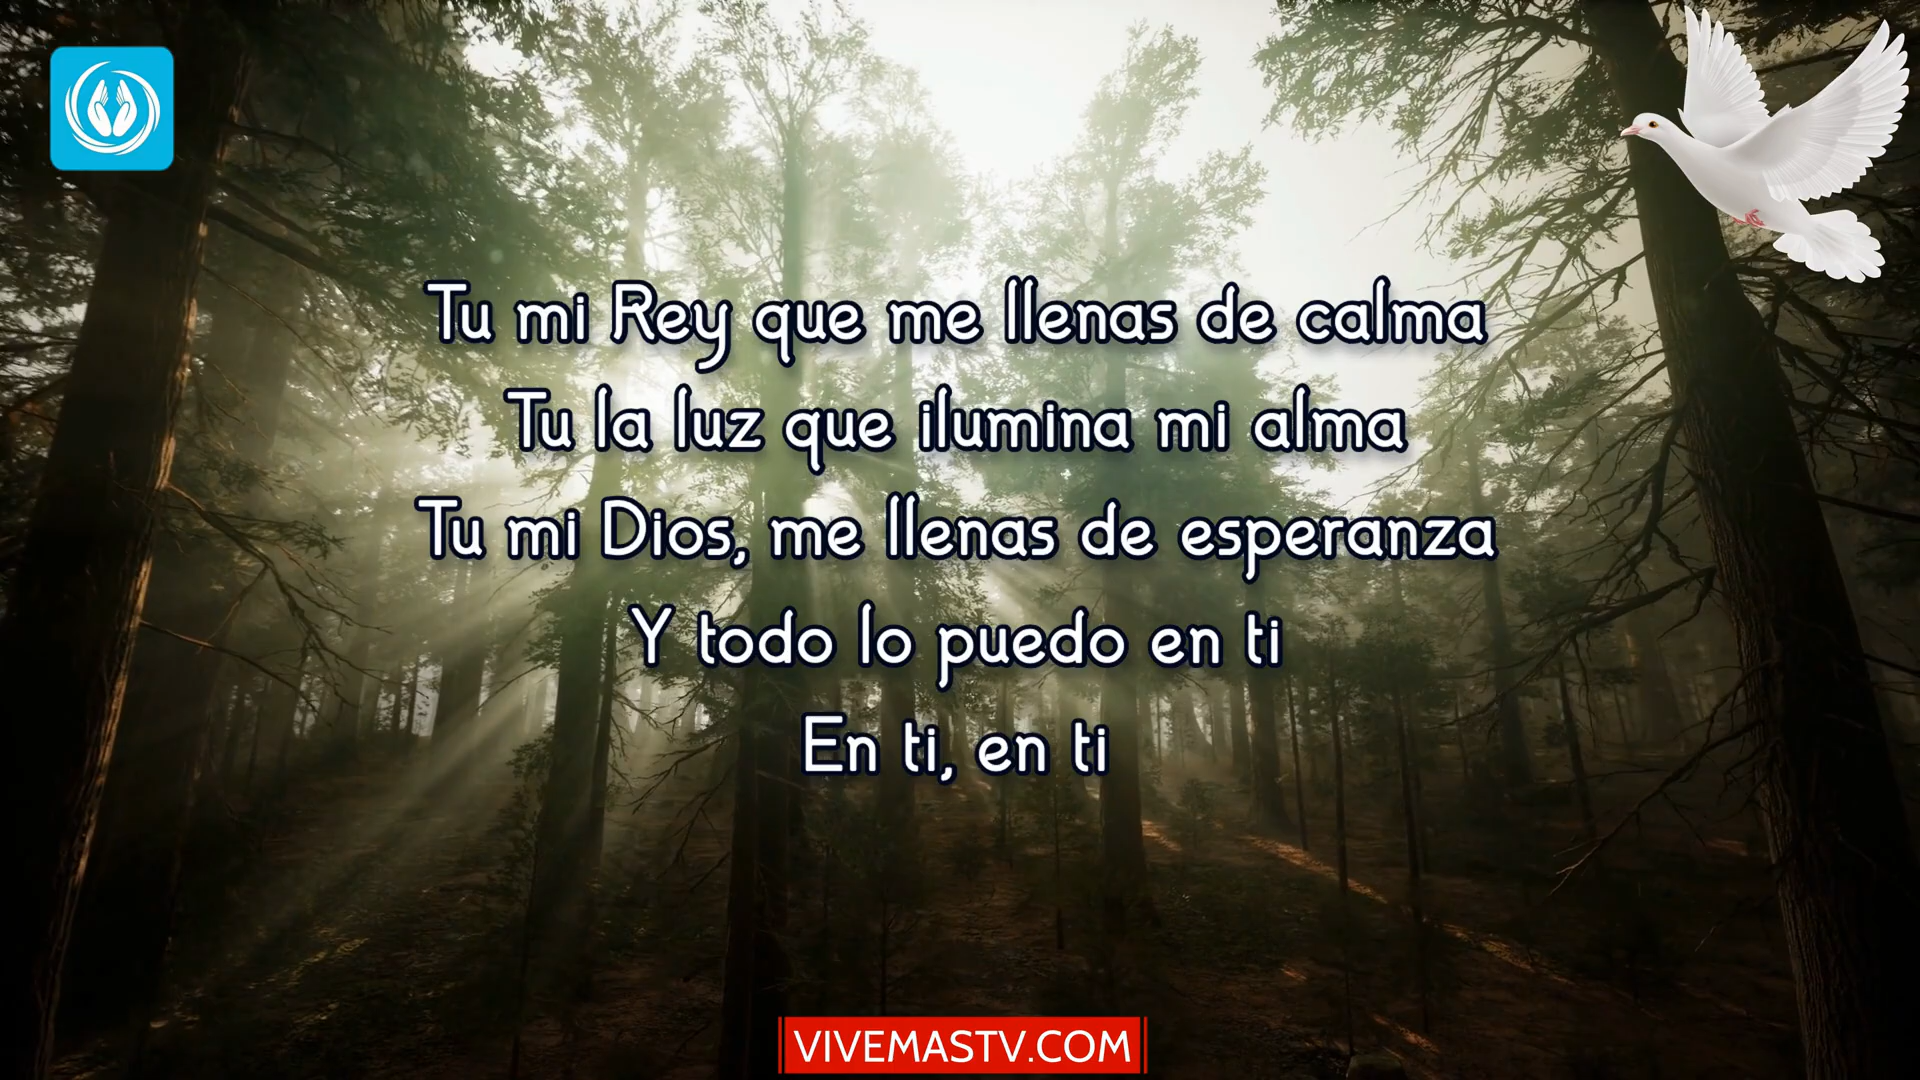 Tu mi Rey que me llenas de calma
Tu la luz que ilumina mi alma
Tu mi Dios, me llenas de esperanza
Y todo lo puedo en ti
En ti, en ti
VIVEMASTV.COM